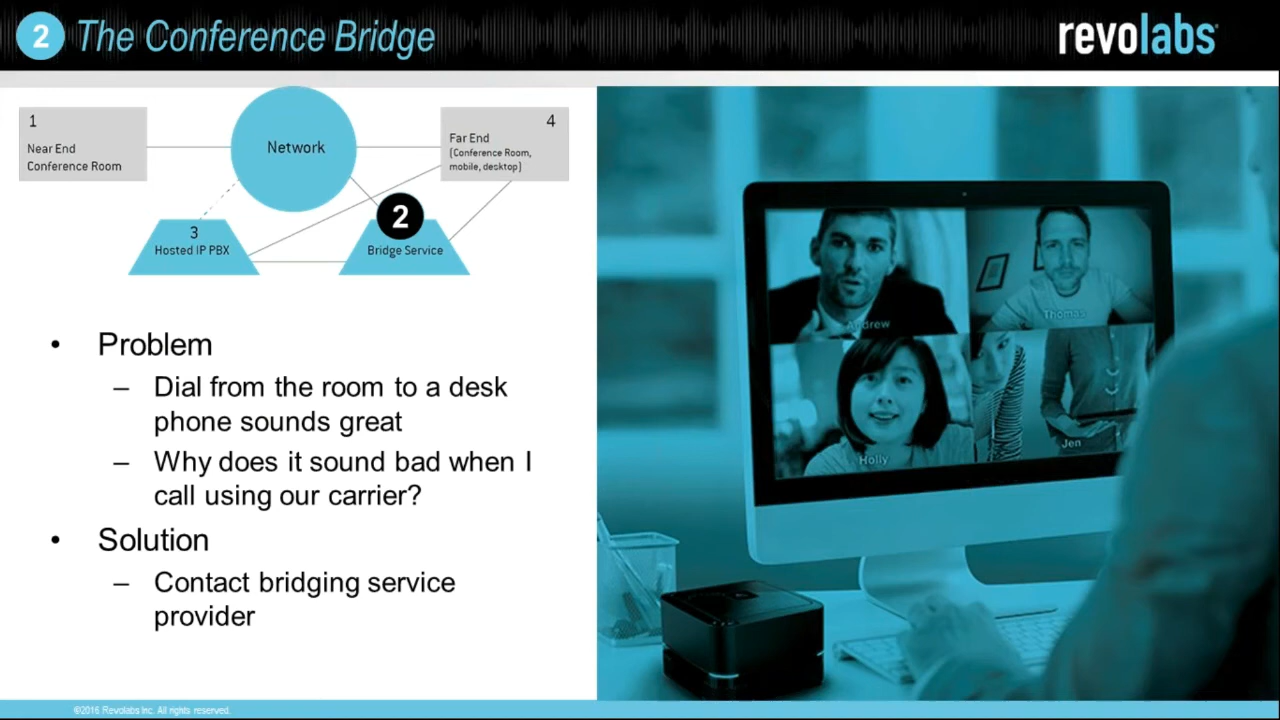 2 The Conference Bridge
revolabs
1
Near End
Conference Room
Network
4
Far End
(Conference Room,
mobile, desktop)
3
Hosted IP PBX
2
Bridge Service
• Problem
– Dial from the room to a desk
phone sounds great
– Why does it sound bad when I
call using our carrier?
• Solution
– Contact bridging service
provider
Andrew
Thomas
Holly
Jen
©2016 Revolabs Inc. All rights reserved.